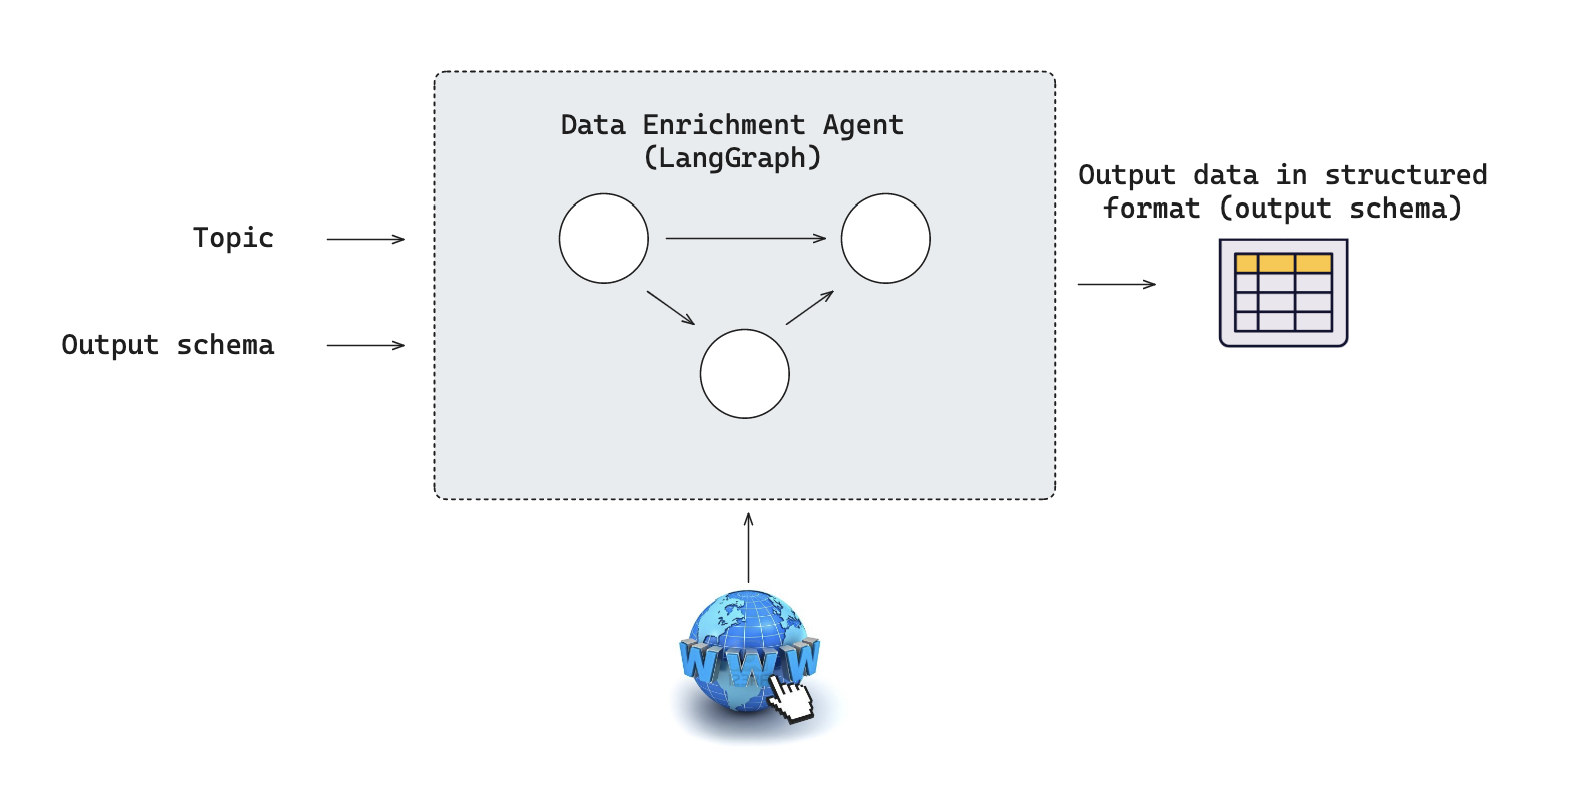 Data Enrichment Agent
(LangGraph)
Output data in structured
format (output schema)
Topic
Output schema
WWW